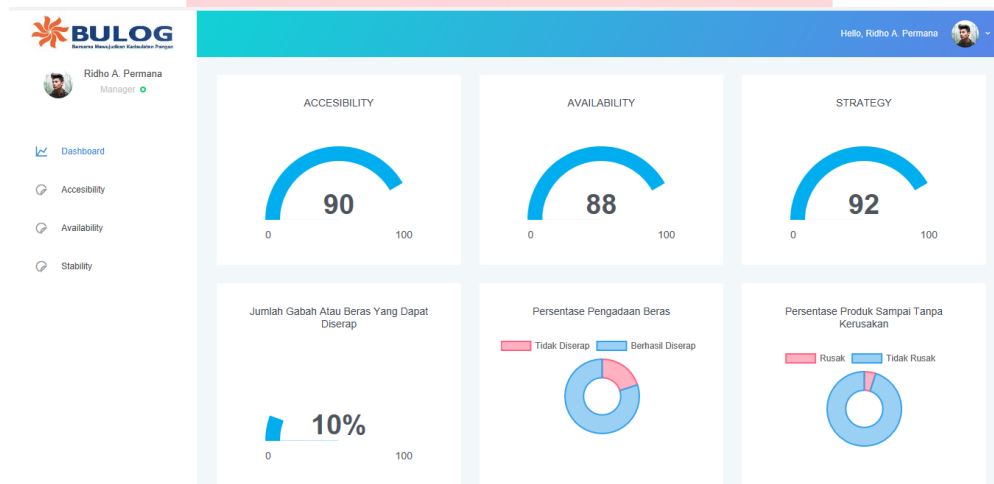 BULOG
Bersama Mewujudkan Kedaulatan Pangan
Hello, Ridho A. Permana
Ridho A. Permana
Manager
Dashboard
Accesibility
Availability
Stability
ACCESIBILITY
90
0 100
AVAILABILITY
88
0 100
STRATEGY
92
0 100
Jumlah Gabah Atau Beras Yang Dapat
Diserap
10%
0 100
Persentase Pengadaan Beras
Tidak Diserap Berhasil Diserap
Persentase Produk Sampai Tanpa
Kerusakan
Rusak Tidak Rusak